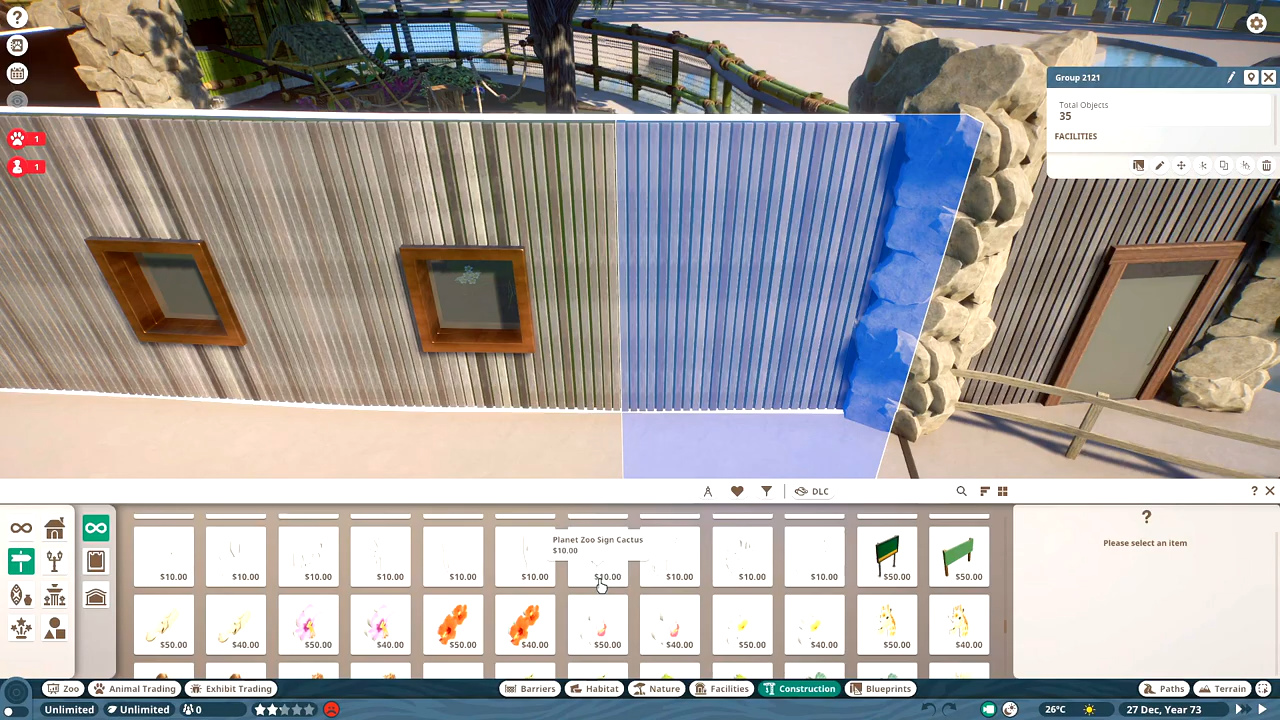 ?
Group 2121
Total Objects
35
FACILITIES
1
1
DLC
?
Planet Zoo Sign Cactus
$10.00
$10.00 $10.00 $10.00 $10.00 $10.00 $10.00 $10.00 $10.00 $10.00 $10.00 $50.00 $50.00
$50.00 $40.00 $50.00 $40.00 $50.00 $40.00 $50.00 $40.00 $50.00 $40.00 $50.00 $40.00
?
Please select an item
Zoo Animal Trading Exhibit Trading Barriers Habitat Nature Facilities Construction Blueprints Paths Terrain
Unlimited Unlimited 0 26°C 27 Dec, Year 73